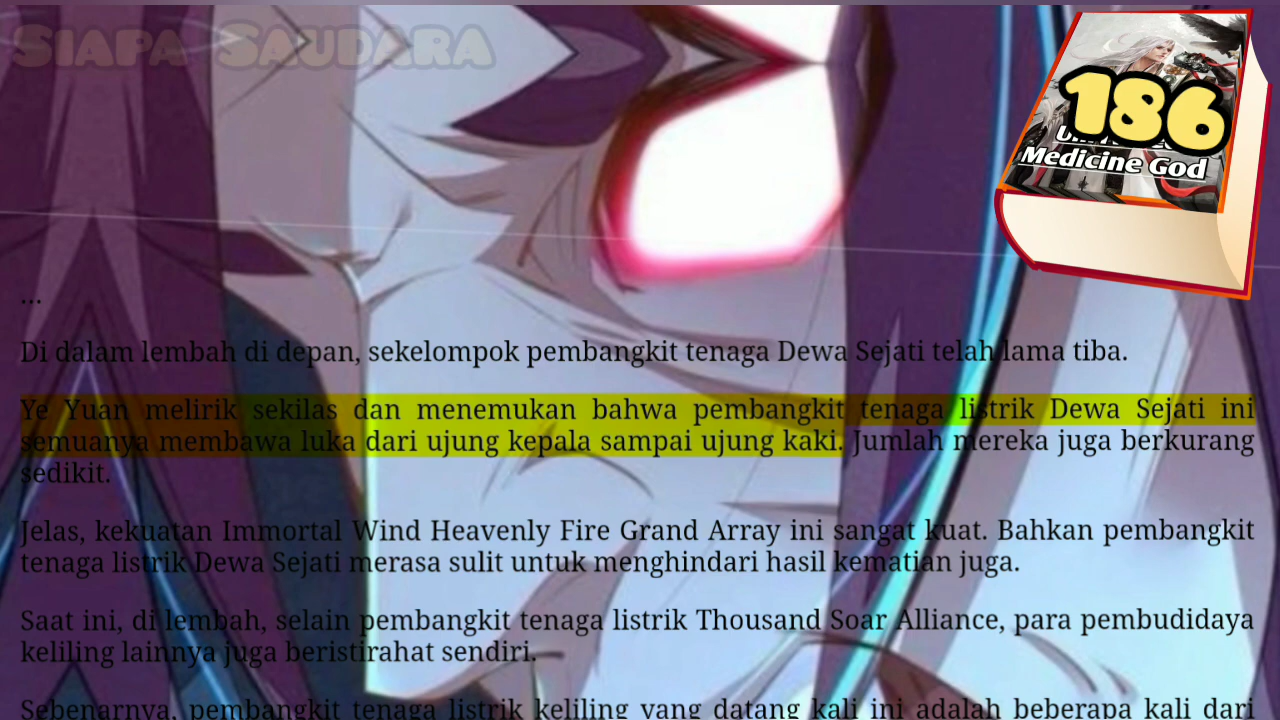 Siapa Saudara
186
Medicine God
...
Di dalam lembah di depan, sekelompok pembangkit tenaga Dewa Sejati telah lama tiba.
Ye Yuan melirik sekilas dan menemukan bahwa pembangkit tenaga listrik Dewa Sejati ini
semuanya membawa luka dari ujung kepala sampai ujung kaki. Jumlah mereka juga berkurang
sedikit.
Jelas, kekuatan Immortal Wind Heavenly Fire Grand Array ini sangat kuat. Bahkan pembangkit
tenaga listrik Dewa Sejati merasa sulit untuk menghindari hasil kematian juga.
Saat ini, di lembah, selain pembangkit tenaga listrik Thousand Soar Alliance, para pembudidaya
keliling lainnya juga beristirahat sendiri.
Sebenarnya, pembangkit tenaga listrik keliling yang datang kali ini adalah beberapa kali dari